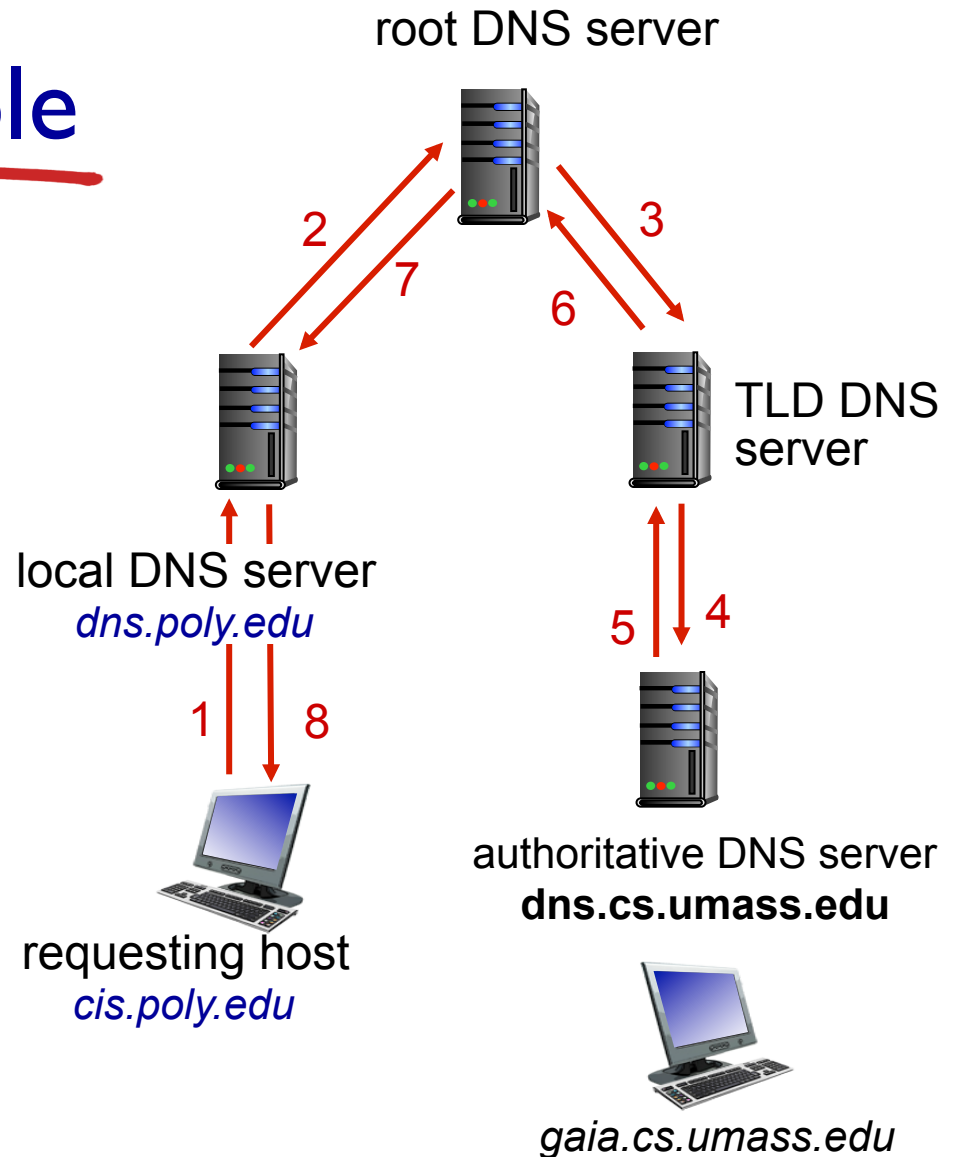 root DNS server
2
3
7
6
TLD DNS
server
local DNS server
dns.poly.edu
5
4
1
8
authoritative DNS server
dns.cs.umass.edu
requesting host
cis.poly.edu
gaia.cs.umass.edu